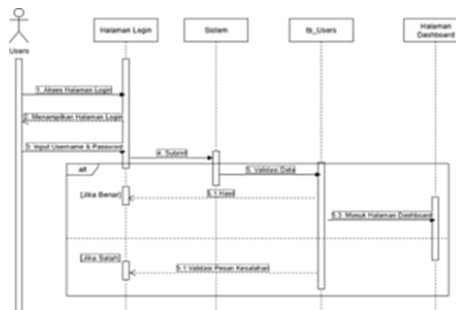 Users
Halaman Login
Sistem
tb_Users
Halaman
Dashboard
1. Akses Halaman Login
2. Menampilkan Halaman Login
3. Input Username & Password
4. Submit
alt
5. Validasi Data
[Jika Benar]
5.1 Hasil
5.3. Masuk Halaman Dashboard
[Jika Salah]
5.1 Validasi Pesan Kesalahan